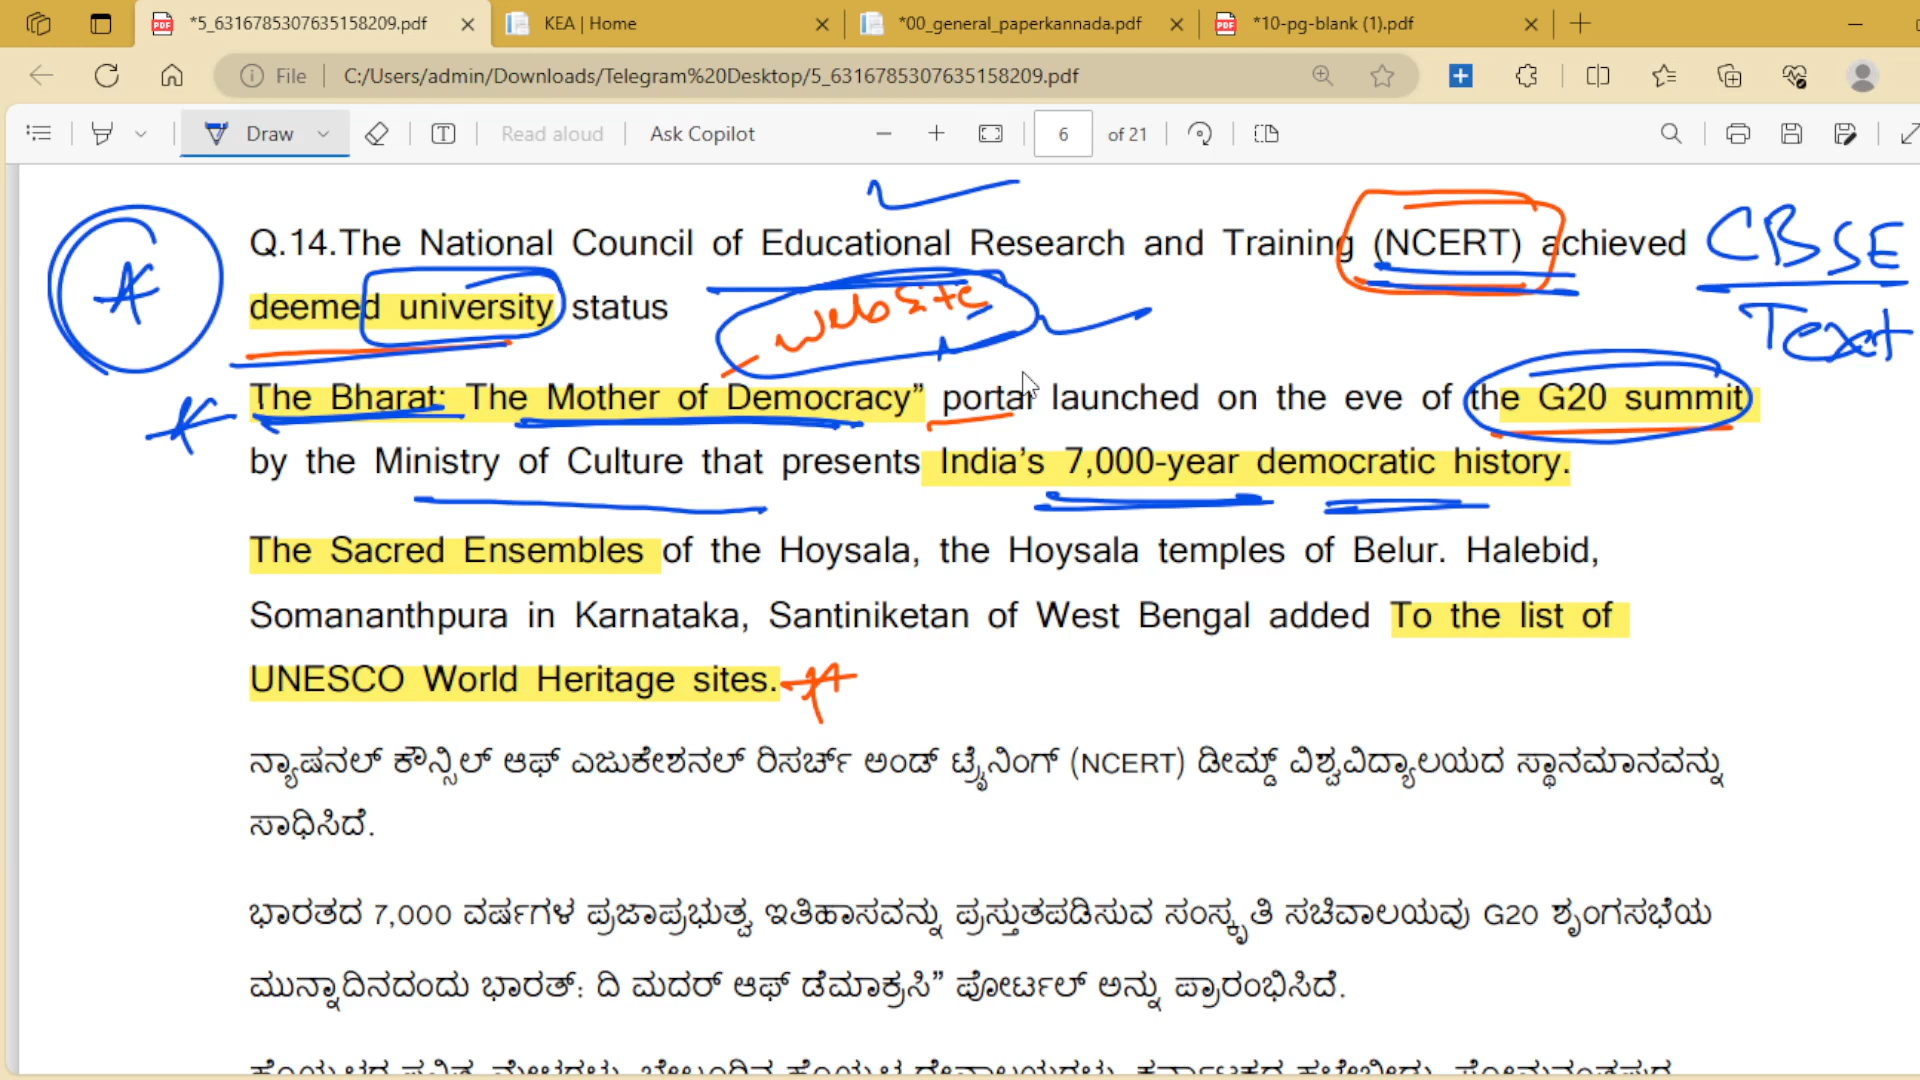 *5_6316785307635158209.pdf
KEA | Home
*00_general_paperkannada.pdf
*10-pg-blank (1).pdf
File
C:/Users/admin/Downloads/Telegram%20Desktop/5_6316785307635158209.pdf
Draw
Read aloud
Ask Copilot
6 of 21
Q.14.The National Council of Educational Research and Training (NCERT) achieved CBSE
deemed university status website Text
The Bharat: The Mother of Democracy” portal launched on the eve of the G20 summit
by the Ministry of Culture that presents India’s 7,000-year democratic history.
The Sacred Ensembles of the Hoysala, the Hoysala temples of Belur. Halebid,
Somananthpura in Karnataka, Santiniketan of West Bengal added To the list of
UNESCO World Heritage sites.
ನ್ಯಾಷನಲ್ ಕೌನ್ಸಿಲ್ ಆಫ್ ಎಜುಕೇಶನಲ್ ರಿಸರ್ಚ್ ಅಂಡ್ ಟ್ರೈನಿಂಗ್ (NCERT) ಡೀಮ್ಡ್ ವಿಶ್ವವಿದ್ಯಾಲಯದ ಸ್ಥಾನಮಾನವನ್ನು
ಸಾಧಿಸಿದೆ.
ಭಾರತದ 7,000 ವರ್ಷಗಳ ಪ್ರಜಾಪ್ರಭುತ್ವ ಇತಿಹಾಸವನ್ನು ಪ್ರಸ್ತುತಪಡಿಸುವ ಸಂಸ್ಕೃತಿ ಸಚಿವಾಲಯವು G20 ಶೃಂಗಸಭೆಯ
ಮುನ್ನಾದಿನದಂದು ಭಾರತ್: ದಿ ಮದರ್ ಆಫ್ ಡೆಮಾಕ್ರಸಿ” ಪೋರ್ಟಲ್ ಅನ್ನು ಪ್ರಾರಂಭಿಸಿದೆ.